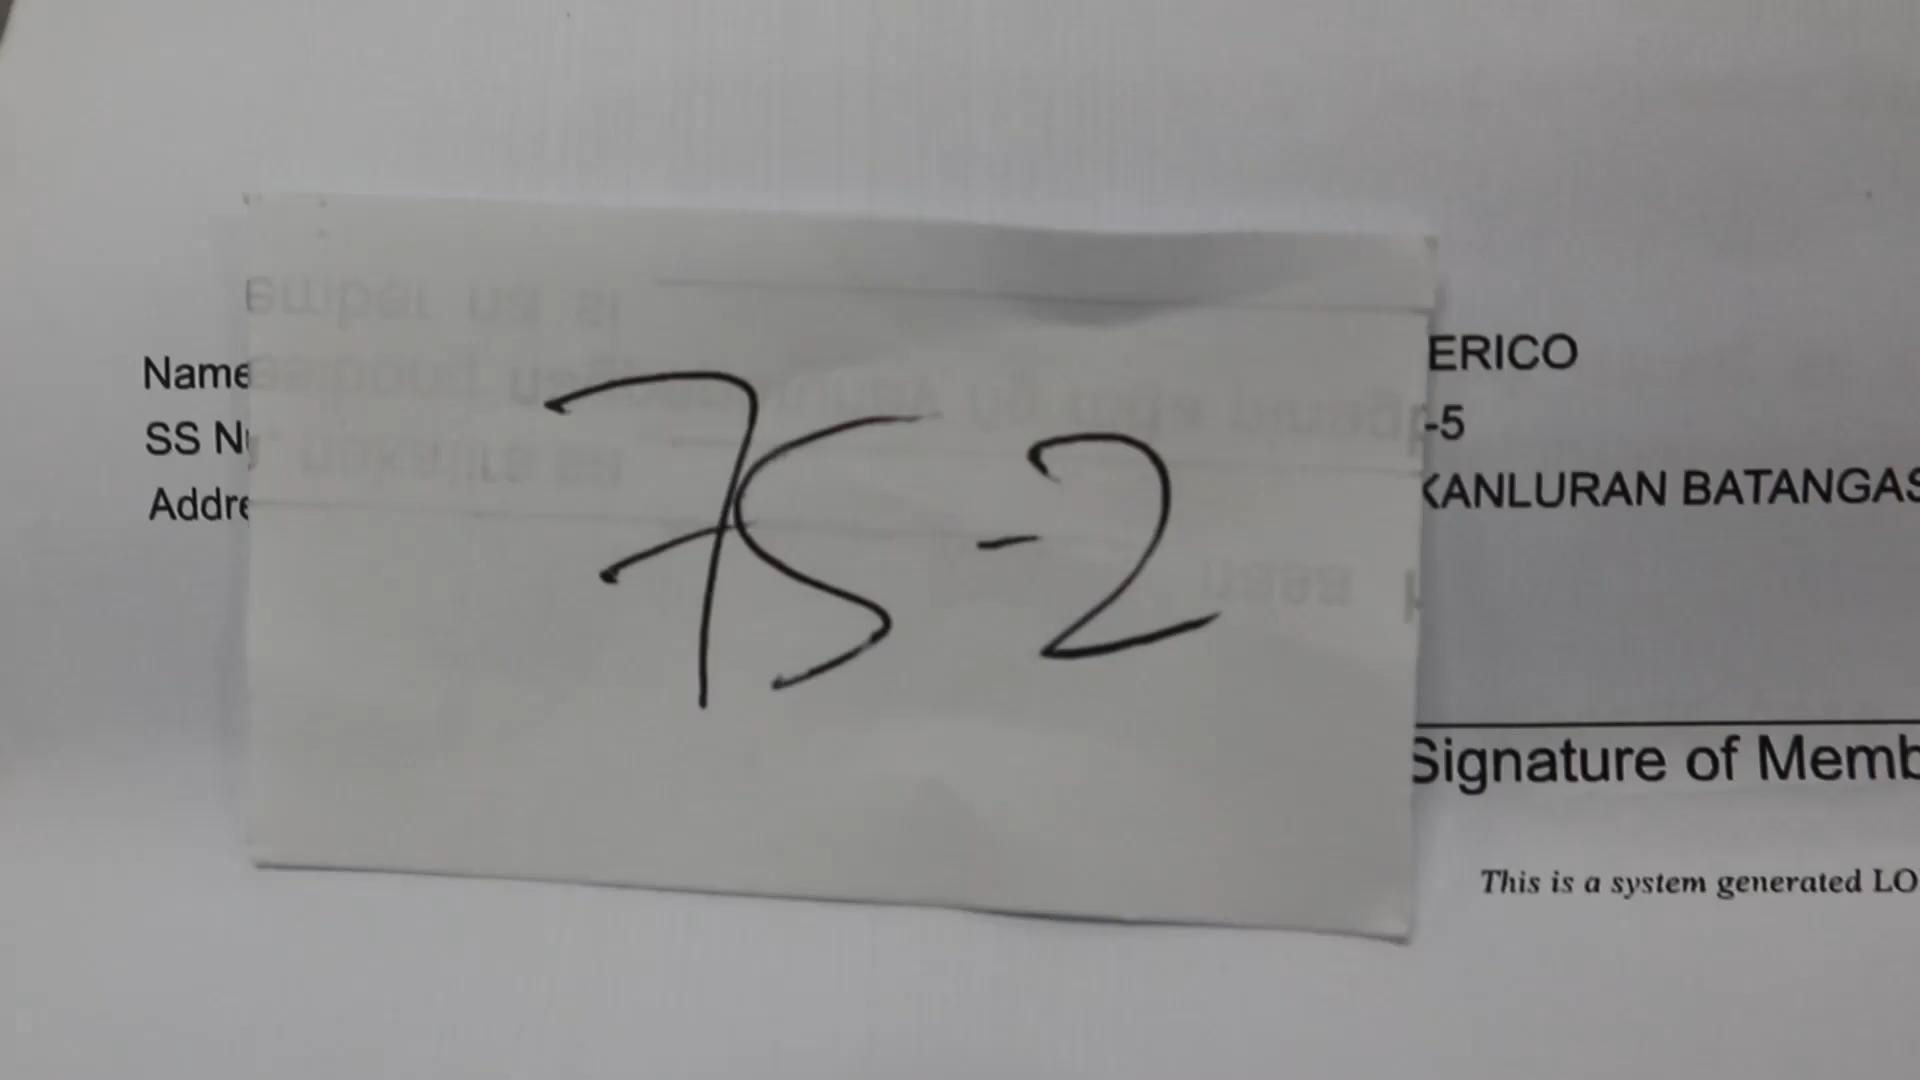 Name ERICO
SS N -5
Addre KANLURAN BATANGAS
75-2
Signature of Memb
This is a system generated LO